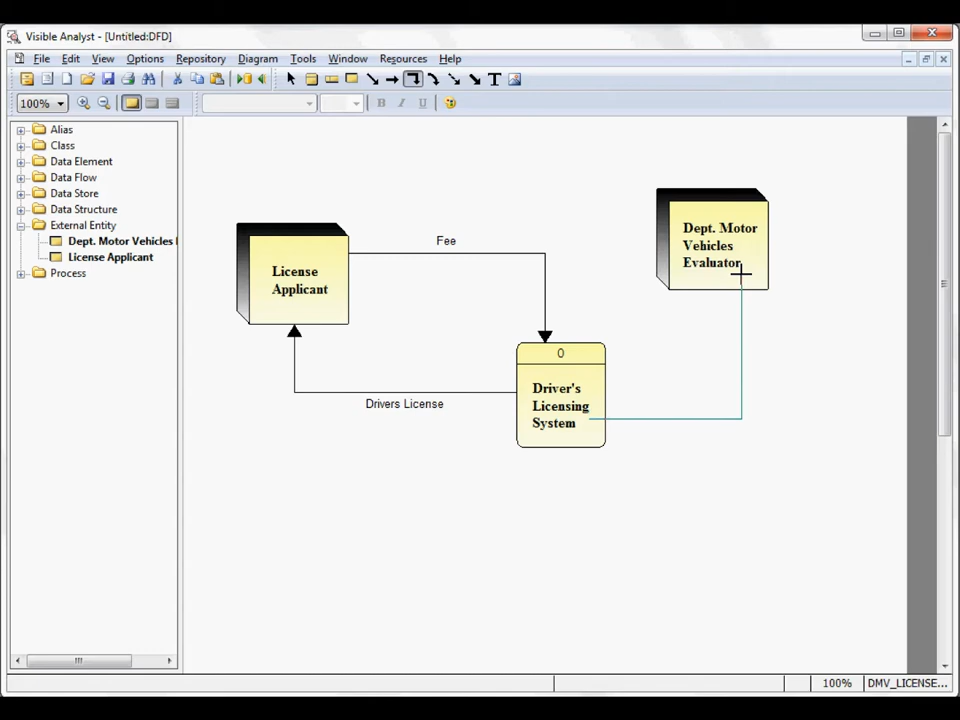 Visible Analyst - [Untitled:DFD]
File Edit View Options Repository Diagram Tools Window Resources Help
T
100% B I U
Alias
Class
Data Element
Data Flow
Data Store
Data Structure
External Entity
Dept. Motor Vehicles
License Applicant
Process
License
Applicant
Fee
Dept. Motor
Vehicles
Evaluator
Drivers License
0
Driver's
Licensing
System
100% DMV_LICENSE...